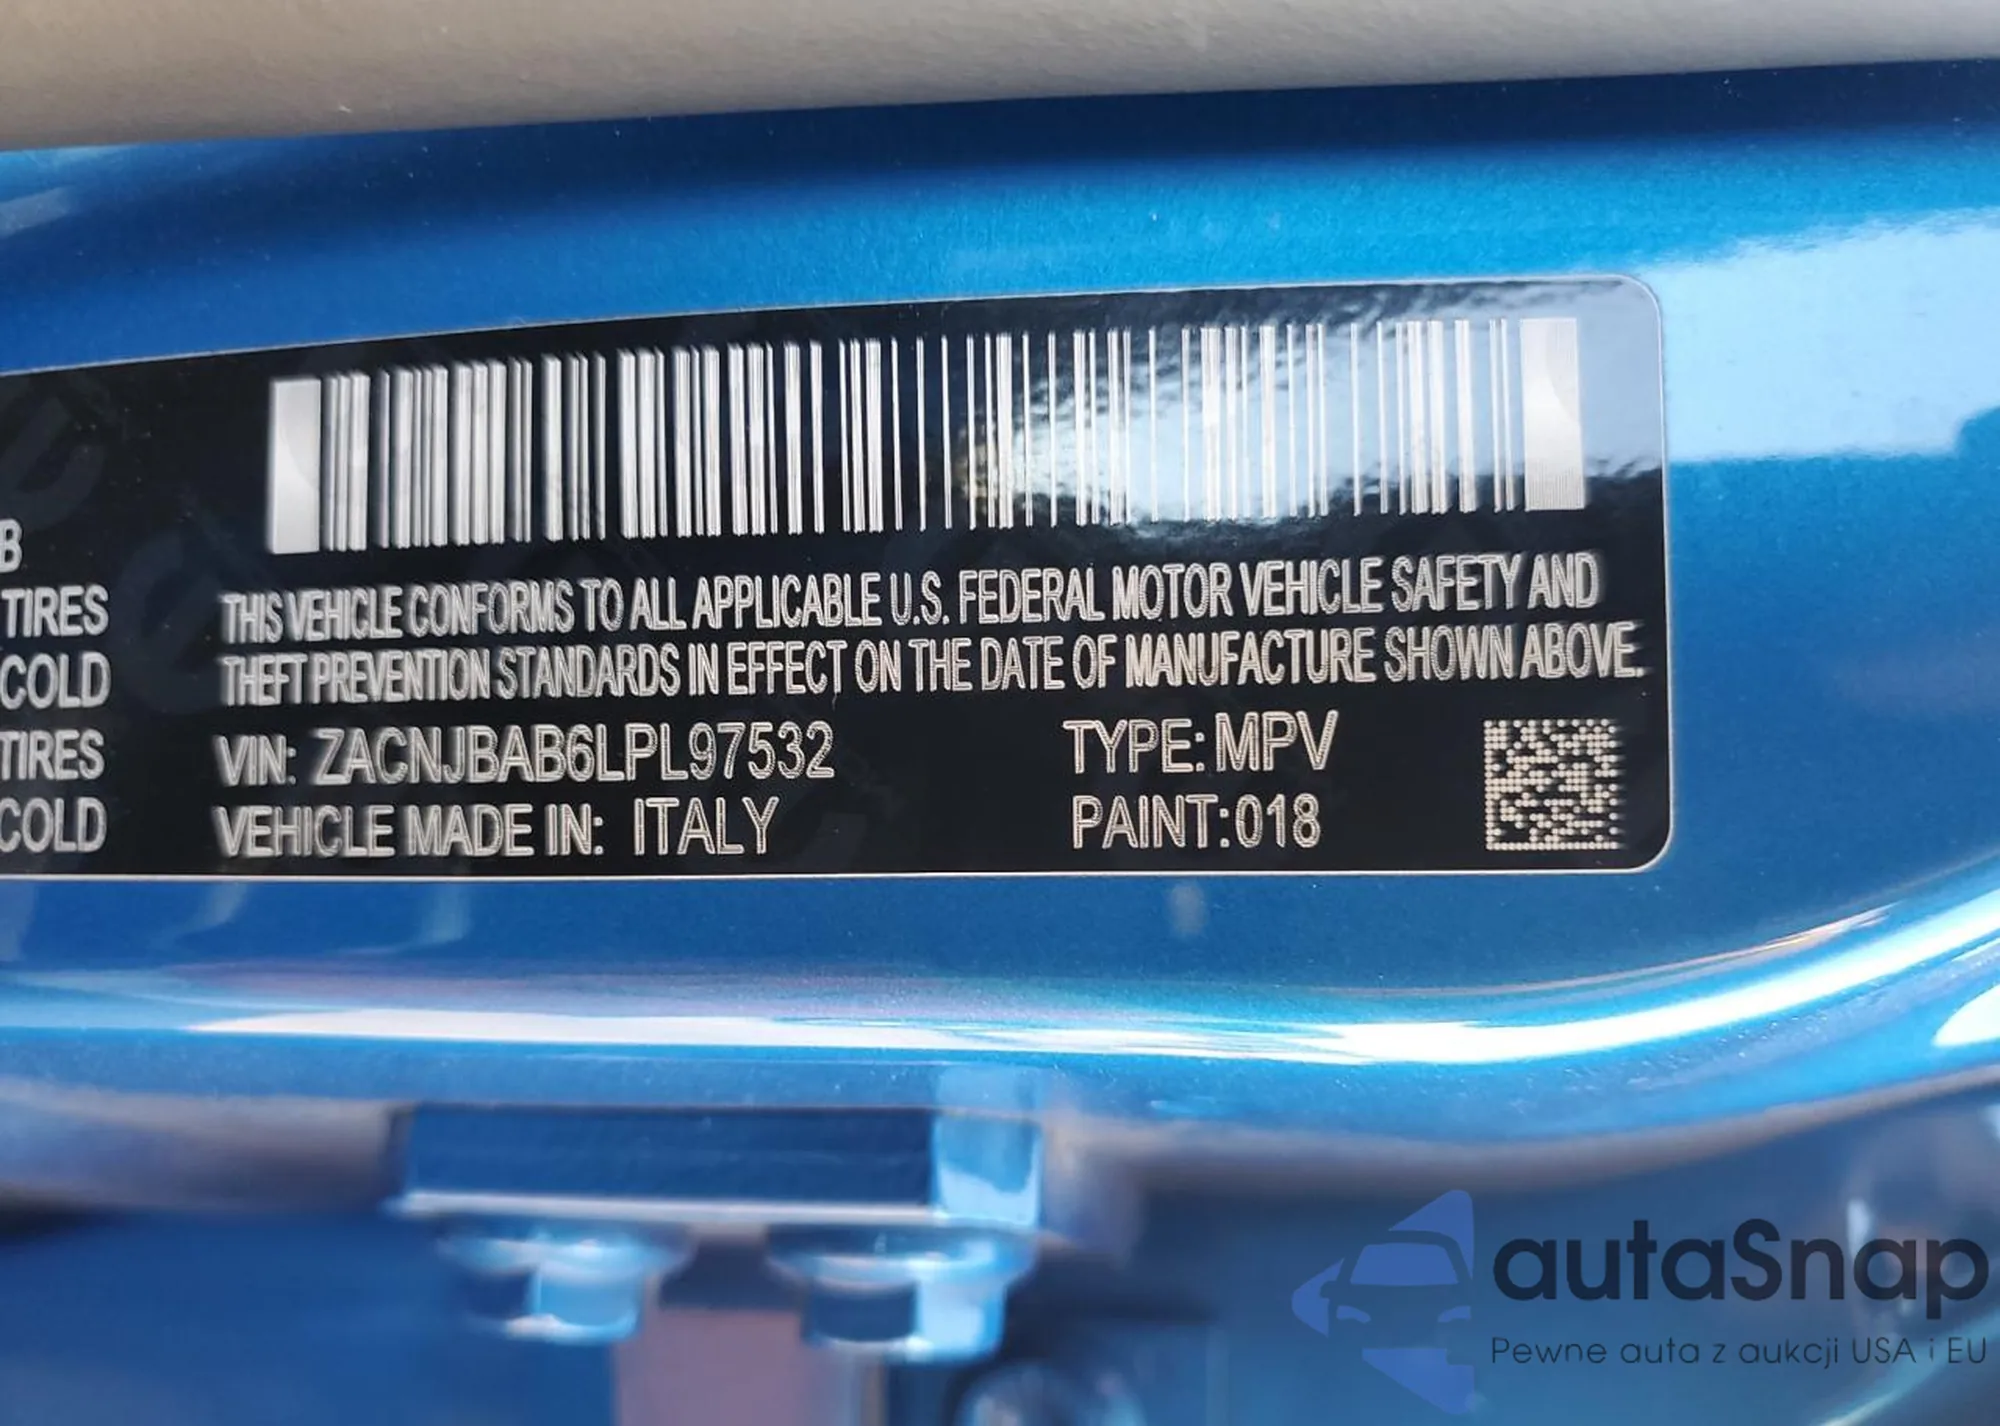 B
TIRES
COLD
TIRES
COLD
THIS VEHICLE CONFORMS TO ALL APPLICABLE U.S. FEDERAL MOTOR VEHICLE SAFETY AND
THEFT PREVENTION STANDARDS IN EFFECT ON THE DATE OF MANUFACTURE SHOWN ABOVE.
VIN: ZACNJBAB6LPL97532
TYPE: MPV
VEHICLE MADE IN: ITALY
PAINT: 018
autaSnap
Pewne auta z aukcji USA i EU